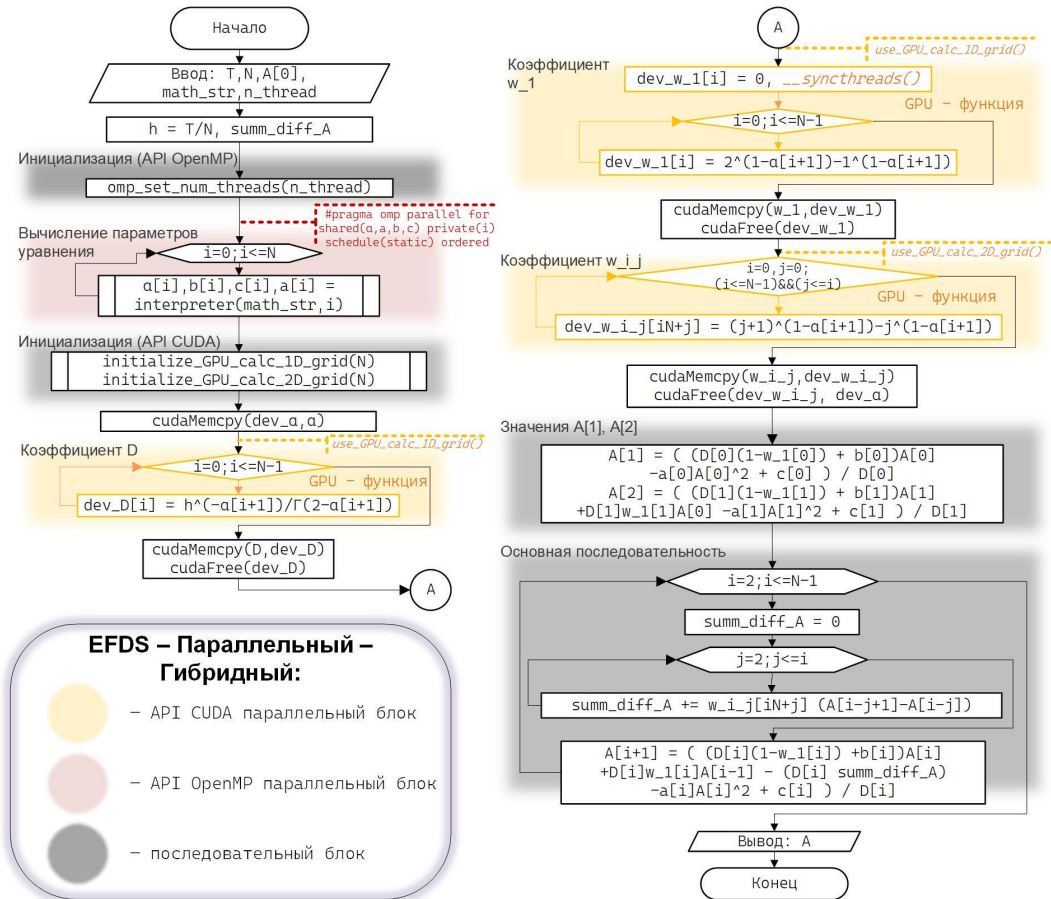 Начало
Ввод: T,N,A[0],
math_str,n_thread
h = T/N, summ_diff_A
Инициализация (API OpenMP)
omp_set_num_threads(n_thread)
#pragma omp parallel for
shared(α,a,b,c) private(i)
schedule(static) ordered
Вычисление параметров
уравнения
i=0;i<=N
α[i],b[i],c[i],a[i] =
interpreter(math_str,i)
Инициализация (API CUDA)
initialize_GPU_calc_1D_grid(N)
initialize_GPU_calc_2D_grid(N)
cudaMemcpy(dev_α,α)
use_GPU_calc_1D_grid()
Коэффициент D
i=0;i<=N-1
GPU - функция
dev_D[i] = h^(-α[i+1])/Γ(2-α[i+1])
cudaMemcpy(D,dev_D)
cudaFree(dev_D)
A
EFDS – Параллельный –
Гибридный:
- API CUDA параллельный блок
- API OpenMP параллельный блок
- последовательный блок
A
use_GPU_calc_1D_grid()
Коэффициент
w_1
dev_w_1[i] = 0, __syncthreads()
GPU - функция
i=0;i<=N-1
dev_w_1[i] = 2^(1-α[i+1])-1^(1-α[i+1])
cudaMemcpy(w_1,dev_w_1)
cudaFree(dev_w_1)
use_GPU_calc_2D_grid()
Коэффициент w_i_j
i=0,j=0;
(i<=N-1)&&(j<=i)
GPU - функция
dev_w_i_j[iN+j] = (j+1)^(1-α[i+1])-j^(1-α[i+1])
cudaMemcpy(w_i_j,dev_w_i_j)
cudaFree(dev_w_i_j, dev_α)
Значения A[1], A[2]
A[1] = ( (D[0](1-w_1[0]) + b[0])A[0]
-a[0]A[0]^2 + c[0] ) / D[0]
A[2] = ( (D[1](1-w_1[1]) + b[1])A[1]
+D[1]w_1[1]A[0] -a[1]A[1]^2 + c[1] ) / D[1]
Основная последовательность
i=2;i<=N-1
summ_diff_A = 0
j=2;j<=i
summ_diff_A += w_i_j[iN+j] (A[i-j+1]-A[i-j])
A[i+1] = ( (D[i](1-w_1[i]) +b[i])A[i]
+D[i]w_1[i]A[i-1] - (D[i] summ_diff_A)
-a[i]A[i]^2 + c[i] ) / D[i]
Вывод: A
Конец